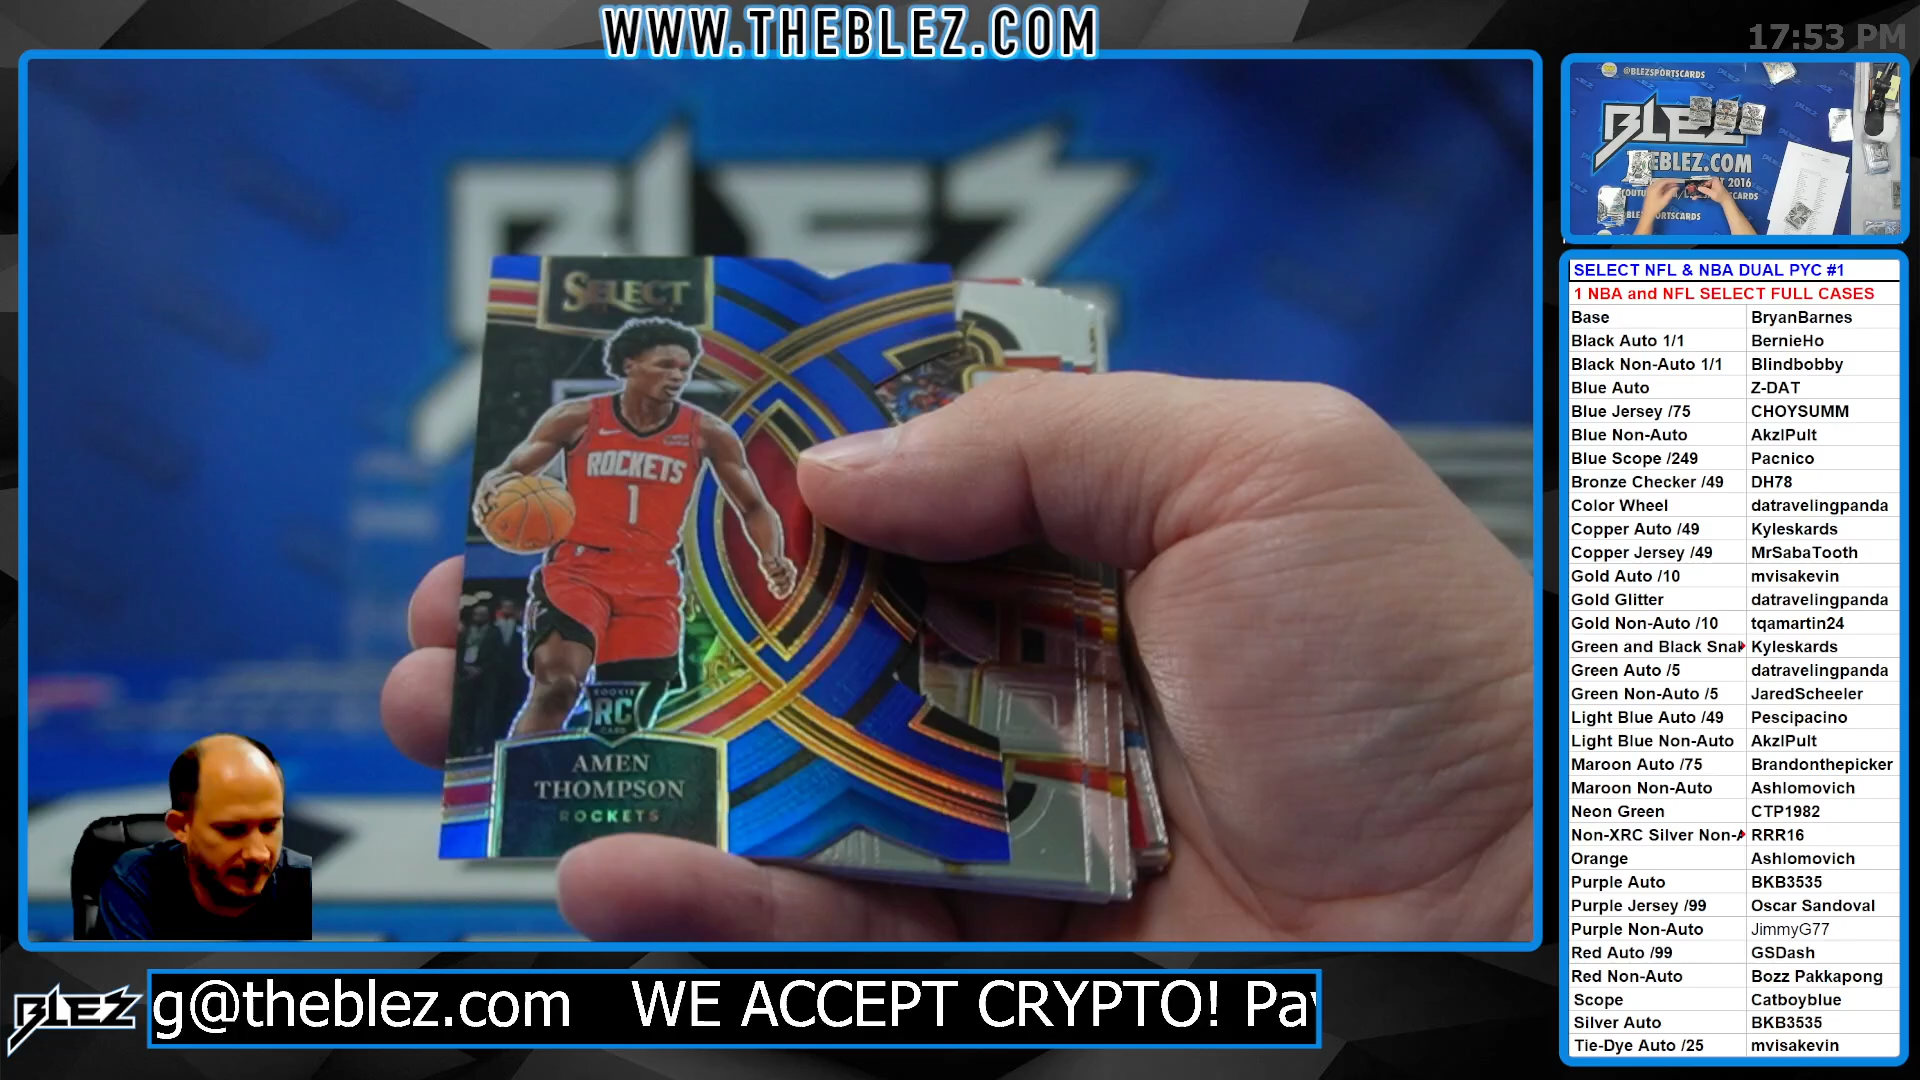 WWW.THEBLEZ.COM
17:53 PM
BLEZ
SELECT
ROCKETS
1
ROOKIE
RC
CARD
AMEN
THOMPSON
ROCKETS
@BLEZSPORTSCARDS
BLEZ
EBLEZ.COM
2016
SELECT NFL & NBA DUAL PYC #1
1 NBA and NFL SELECT FULL CASES
Base BryanBarnes
Black Auto 1/1 BernieHo
Black Non-Auto 1/1 Blindbobby
Blue Auto Z-DAT
Blue Jersey /75 CHOYSUMM
Blue Non-Auto AkzlPult
Blue Scope /249 Pacnico
Bronze Checker /49 DH78
Color Wheel datravelingpanda
Copper Auto /49 Kyleskards
Copper Jersey /49 MrSabaTooth
Gold Auto /10 mvisakevin
Gold Glitter datravelingpanda
Gold Non-Auto /10 tqamartin24
Green and Black Sna Kyleskards
Green Auto /5 datravelingpanda
Green Non-Auto /5 JaredScheeler
Light Blue Auto /49 Pescipacino
Light Blue Non-Auto AkzlPult
Maroon Auto /75 Brandonthepicker
Maroon Non-Auto Ashlomovich
Neon Green CTP1982
Non-XRC Silver Non-A RRR16
Orange Ashlomovich
Purple Auto BKB3535
Purple Jersey /99 Oscar Sandoval
Purple Non-Auto JimmyG77
Red Auto /99 GSDash
Red Non-Auto Bozz Pakkapong
Scope Catboyblue
Silver Auto BKB3535
Tie-Dye Auto /25 mvisakevin
BLEZ
g@theblez.com WE ACCEPT CRYPTO! Pa